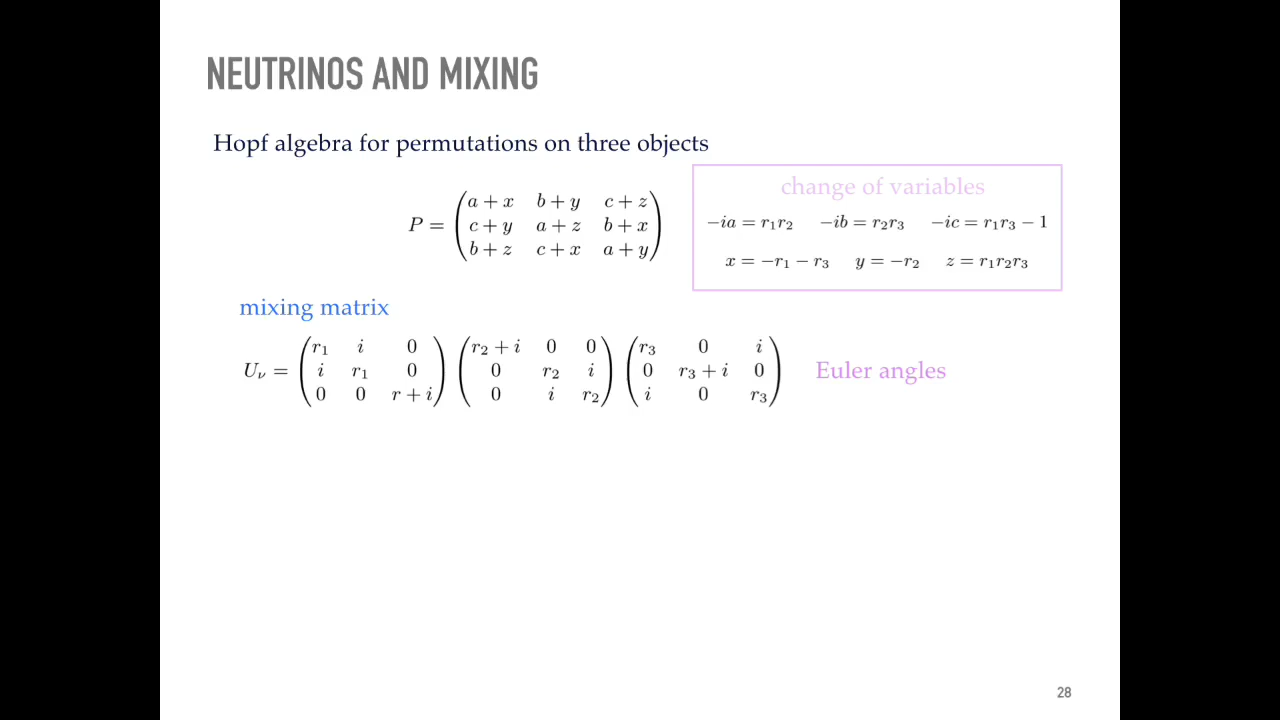 NEUTRINOS AND MIXING
Hopf algebra for permutations on three objects
change of variables
P = 
a + x b + y c + z
c + y a + z b + x
b + z c + x a + y
−ia = r₁r₂ −ib = r₂r₃ −ic = r₁r₃ − 1
x = −r₁ − r₃ y = −r₂ z = r₁r₂r₃
mixing matrix
Uᵥ =
r₁ i 0
i r₁ 0
0 0 r + i
r₂ + i 0 0
0 r₂ i
0 i r₂
r₃ 0 i
0 r₃ + i 0
i 0 r₃
Euler angles
28